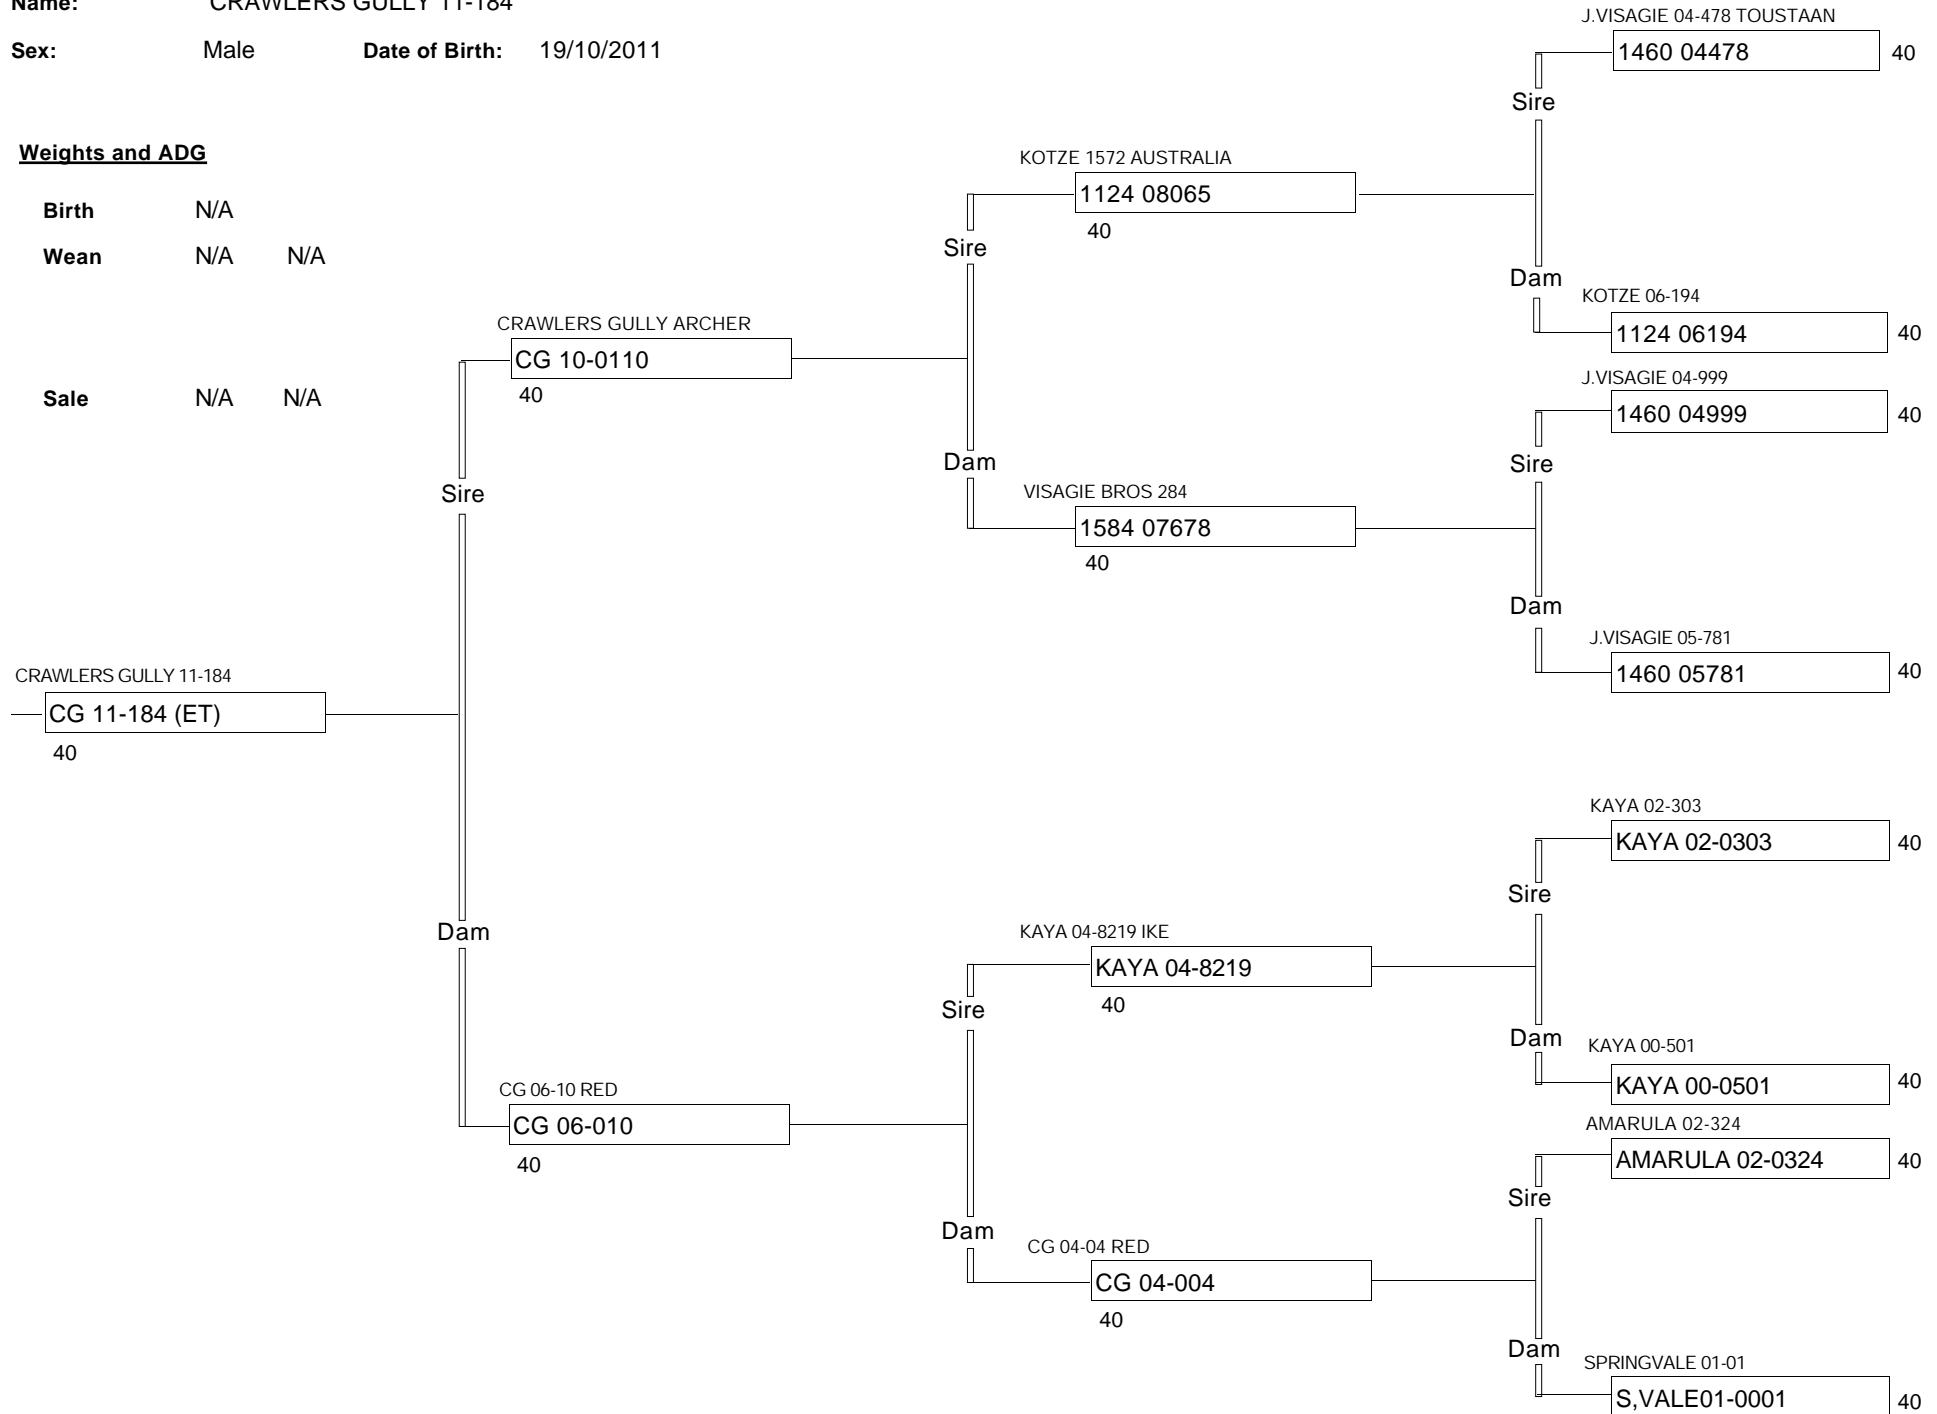 Name: CRAWLERS GULLY 11-184
J.VISAGIE 04-478 TOUSTAAN
Sex: Male Date of Birth: 19/10/2011
1460 04478 40
Sire
Weights and ADG
KOTZE 1572 AUSTRALIA
1124 08065
Birth N/A
40
Sire
Wean N/A N/A
Dam
KOTZE 06-194
CRAWLERS GULLY ARCHER
1124 06194 40
CG 10-0110
J.VISAGIE 04-999
40
Sale N/A N/A
1460 04999 40
Dam
Sire
Sire
VISAGIE BROS 284
1584 07678
40
Dam
J.VISAGIE 05-781
CRAWLERS GULLY 11-184
1460 05781 40
CG 11-184 (ET)
40
KAYA 02-303
KAYA 02-0303 40
Sire
Dam
KAYA 04-8219 IKE
KAYA 04-8219
40
Sire
Dam
KAYA 00-501
CG 06-10 RED
KAYA 00-0501 40
CG 06-010
AMARULA 02-324
40
AMARULA 02-0324 40
Sire
Dam
CG 04-04 RED
CG 04-004
40
Dam
SPRINGVALE 01-01
S,VALE01-0001 40